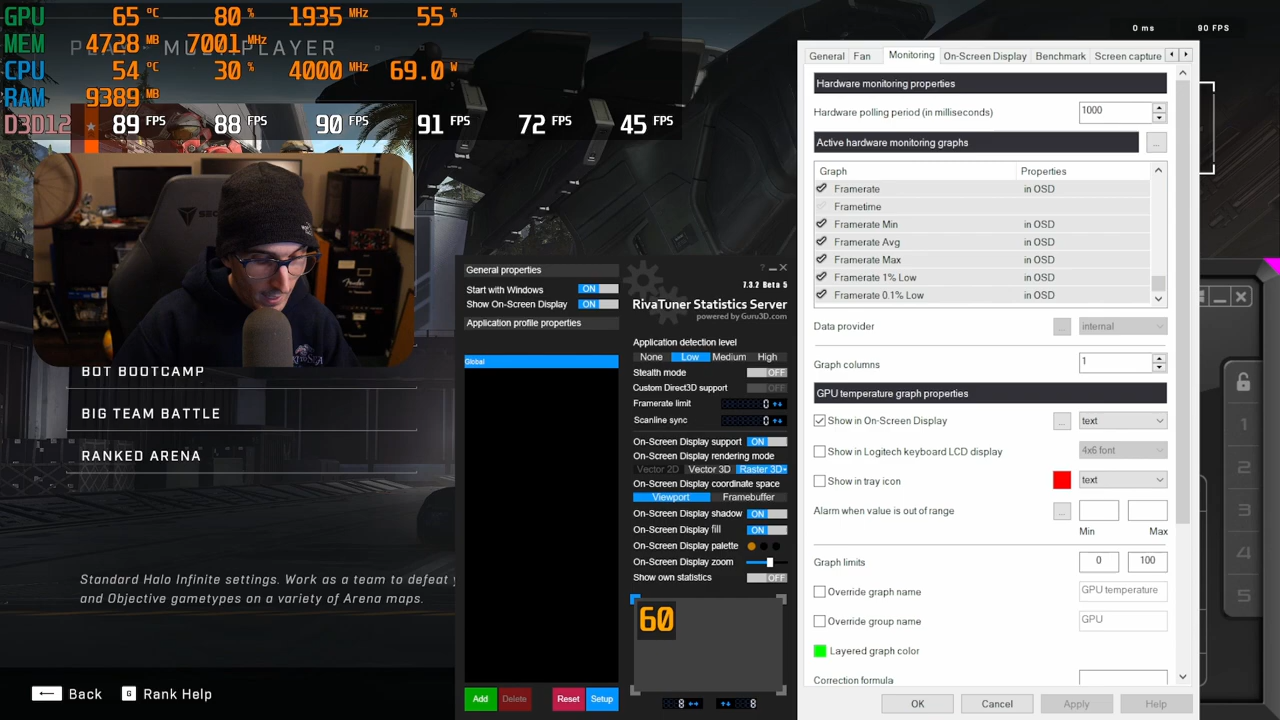 GPU 65 °C 80 % 1935 MHz 55 %
MEM 4728 MB 7001 MHz
MULTIPLAYER
CPU 54 °C 30 % 4000 MHz 69.0 W
RAM 9389 MB
D3D12 89 FPS 88 FPS 90 FPS 91 FPS 72 FPS 45 FPS
0 ms 90 FPS
BOT BOOTCAMP
BIG TEAM BATTLE
RANKED ARENA
Standard Halo Infinite settings. Work as a team to defeat
and Objective gametypes on a variety of Arena maps.
Back
G Rank Help
General properties
Start with Windows ON
Show On-Screen Display ON
Application profile properties
Global
Add Delete Reset Setup
? 
7.3.2 Beta 5
RivaTuner Statistics Server
powered by Guru3D.com
Application detection level
None Low Medium High
Stealth mode OFF
Custom Direct3D support OFF
Framerate limit 0
Scanline sync 0
On-Screen Display support ON
On-Screen Display rendering mode
Vector 2D Vector 3D Raster 3D
On-Screen Display coordinate space
Viewport Framebuffer
On-Screen Display shadow ON
On-Screen Display fill ON
On-Screen Display palette
On-Screen Display zoom
Show own statistics OFF
60
8 8
General Fan Monitoring On-Screen Display Benchmark Screen capture
Hardware monitoring properties
Hardware polling period (in milliseconds) 1000
Active hardware monitoring graphs ...
Graph Properties
Framerate in OSD
Frametime
Framerate Min in OSD
Framerate Avg in OSD
Framerate Max in OSD
Framerate 1% Low in OSD
Framerate 0.1% Low in OSD
Data provider ... internal
Graph columns 1
GPU temperature graph properties
Show in On-Screen Display ... text
Show in Logitech keyboard LCD display 4x6 font
Show in tray icon text
Alarm when value is out of range ...
Min Max
Graph limits 0 100
Override graph name GPU temperature
Override group name GPU
Layered graph color
Correction formula
OK Cancel Apply Help
1
2
3
4
5